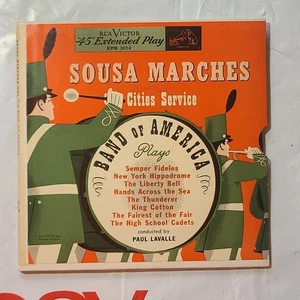 RCA VICTOR
"45" Extended Play
EPB 3014
SOUSA MARCHES
Cities Service
BAND OF AMERICA
Plays
Semper Fideles
New York Hippodrome
The Liberty Bell
Hands Across the Sea
The Thunderer
King Cotton
The Fairest of the Fair
The High School Cadets
conducted by
PAUL LAVALLE